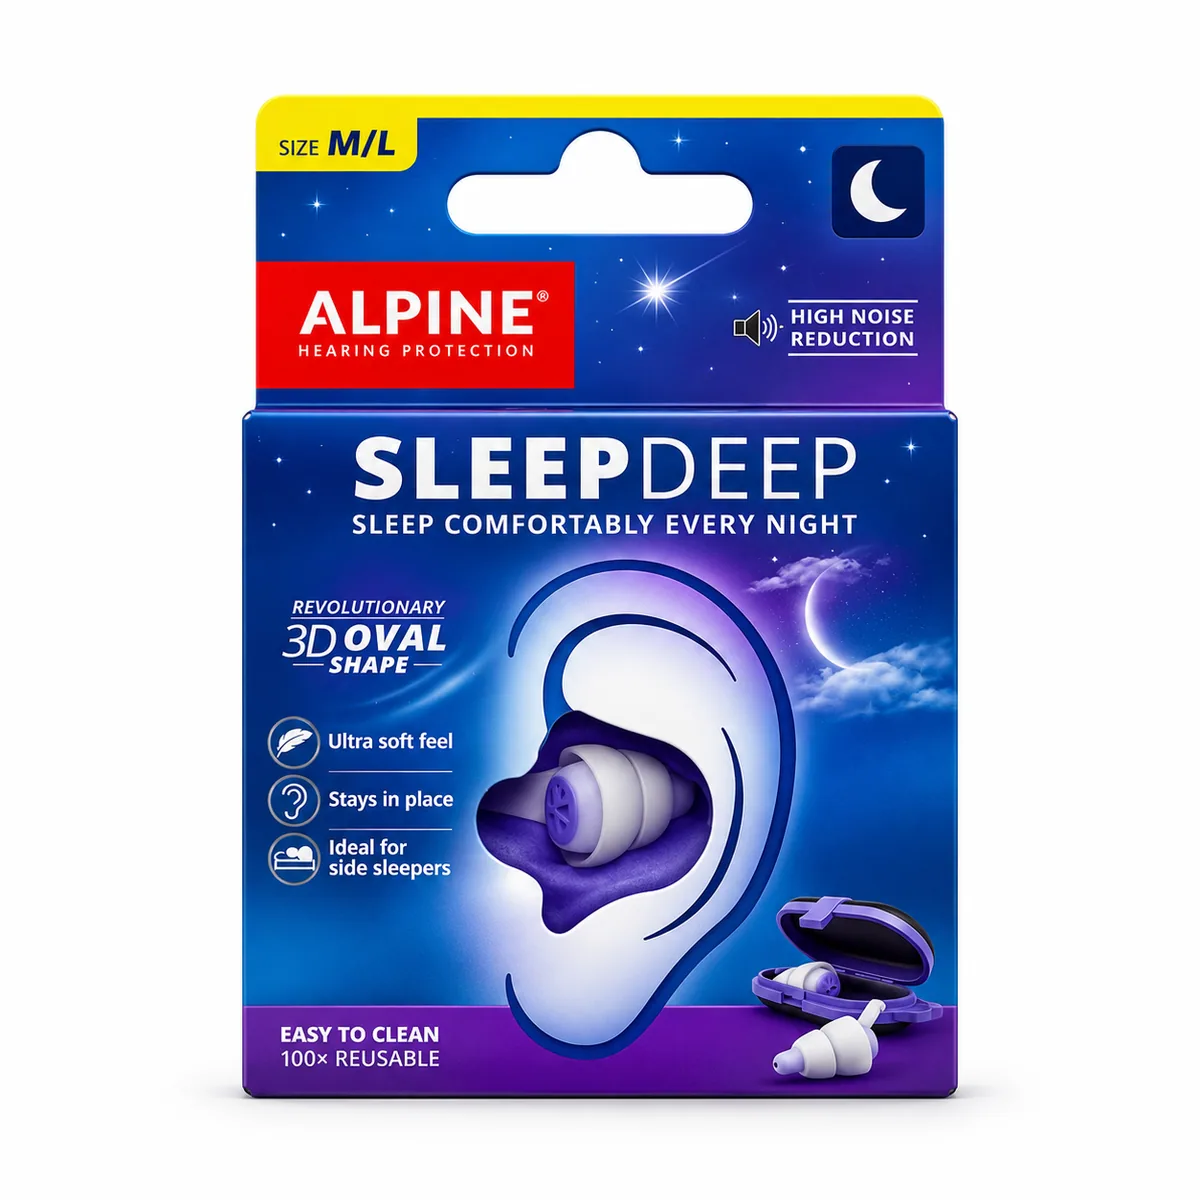 SIZE M/L
ALPINE®
HEARING PROTECTION
HIGH NOISE
REDUCTION
SLEEPDEEP
SLEEP COMFORTABLY EVERY NIGHT
REVOLUTIONARY
3D OVAL
SHAPE
Ultra soft feel
Stays in place
Ideal for
side sleepers
EASY TO CLEAN
100× REUSABLE